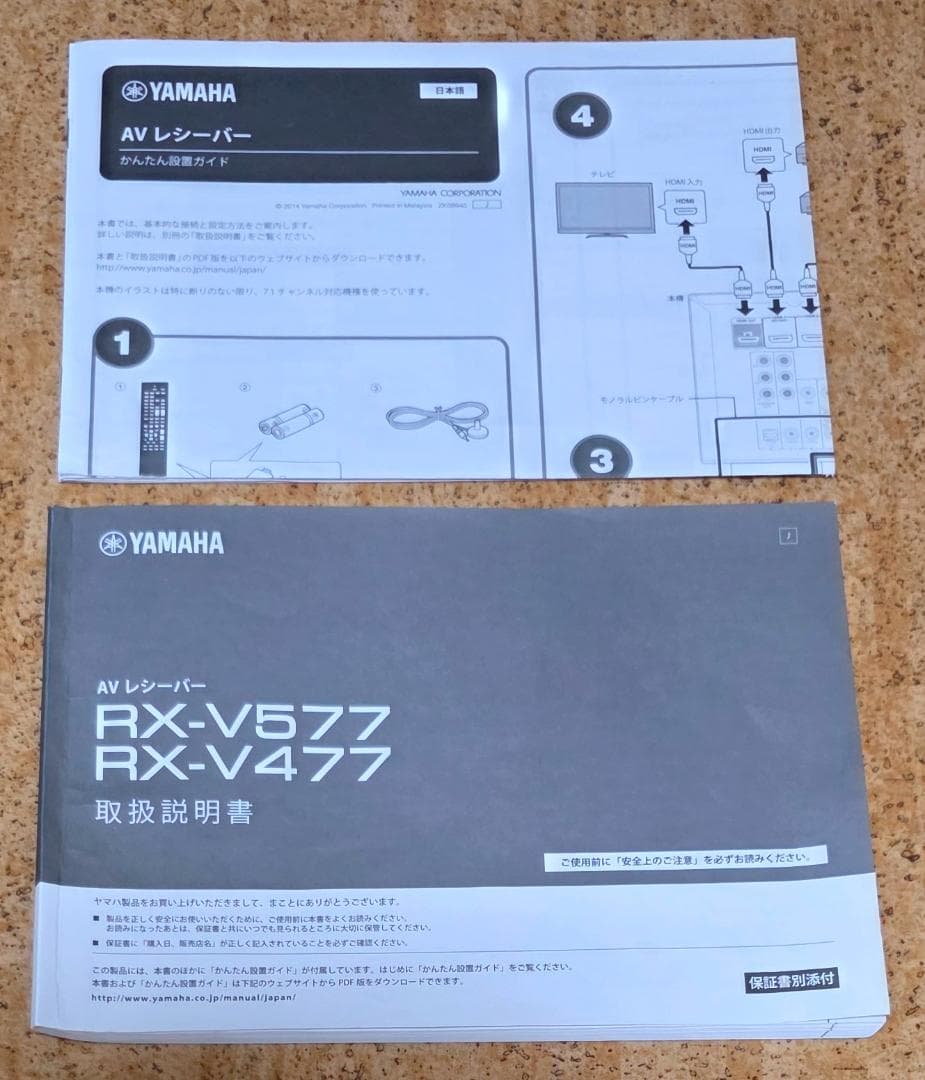 YAMAHA
日本語
AV レシーバー
かんたん設置ガイド
YAMAHA CORPORATION
© 2014 Yamaha Corporation Printed in Malaysia
J
本書では、基本的な接続と設定方法をご案内します。
詳しい説明は、別冊の「取扱説明書」をご覧ください。
本書と「取扱説明書」のPDF版を以下のウェブサイトからダウンロードできます。
http://www.yamaha.co.jp/manual/japan/
本機のイラストは特に断りのない限り、7.1チャンネル対応機種を使っています。
1
①
②
③
4
HDMI 出力
HDMI
テレビ
HDMI 入力
HDMI
HDMI
HDMI
HDMI
HDMI
HDMI
本機
モノラルピンケーブル
3
YAMAHA
J
AV レシーバー
RX-V577
RX-V477
取扱説明書
ご使用前に「安全上のご注意」を必ずお読みください。
ヤマハ製品をお買い上げいただきまして、まことにありがとうございます。
■ 製品を正しく安全にお使いいただくために、ご使用前に本書をよくお読みください。
お読みになったあとは、保証書と共にいつでも見られるところに大切に保管してください。
■ 保証書に「購入日、販売店名」が正しく記入されていることを必ずご確認ください。
この製品には、本書のほかに「かんたん設置ガイド」が付属しています。はじめに「かんたん設置ガイド」をご覧ください。
本書および「かんたん設置ガイド」は下記のウェブサイトから PDF 版をダウンロードできます。
http://www.yamaha.co.jp/manual/japan/
保証書別添付